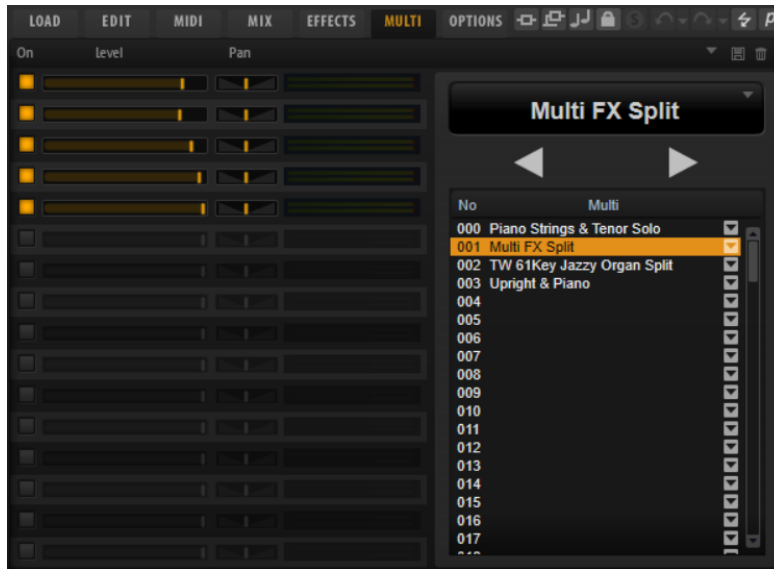 LOAD EDIT MIDI MIX EFFECTS MULTI OPTIONS S
On Level Pan
Multi FX Split
No Multi
000 Piano Strings & Tenor Solo
001 Multi FX Split
002 TW 61Key Jazzy Organ Split
003 Upright & Piano
004
005
006
007
008
009
010
011
012
013
014
015
016
017